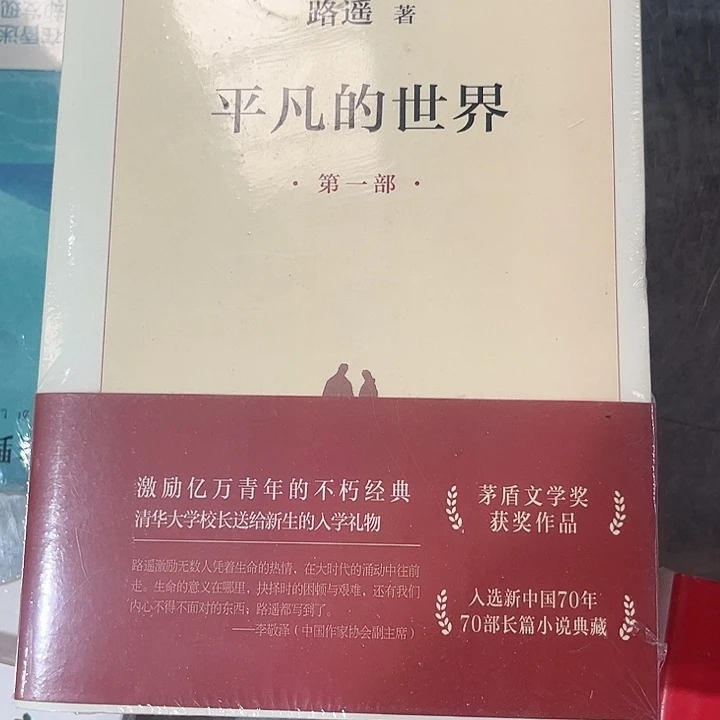 路遥 著
平凡的世界
· 第一部 ·
激励亿万青年的不朽经典
清华大学校长送给新生的入学礼物
路遥激励无数人凭着生命的热情，在大时代的涌动中往前
走。生命的意义在哪里，抉择时的困顿与艰难，还有我们
内心不得不面对的东西；路遥都写到了。
——李敬泽（中国作家协会副主席）
茅盾文学奖
获奖作品
入选新中国70年
70部长篇小说典藏